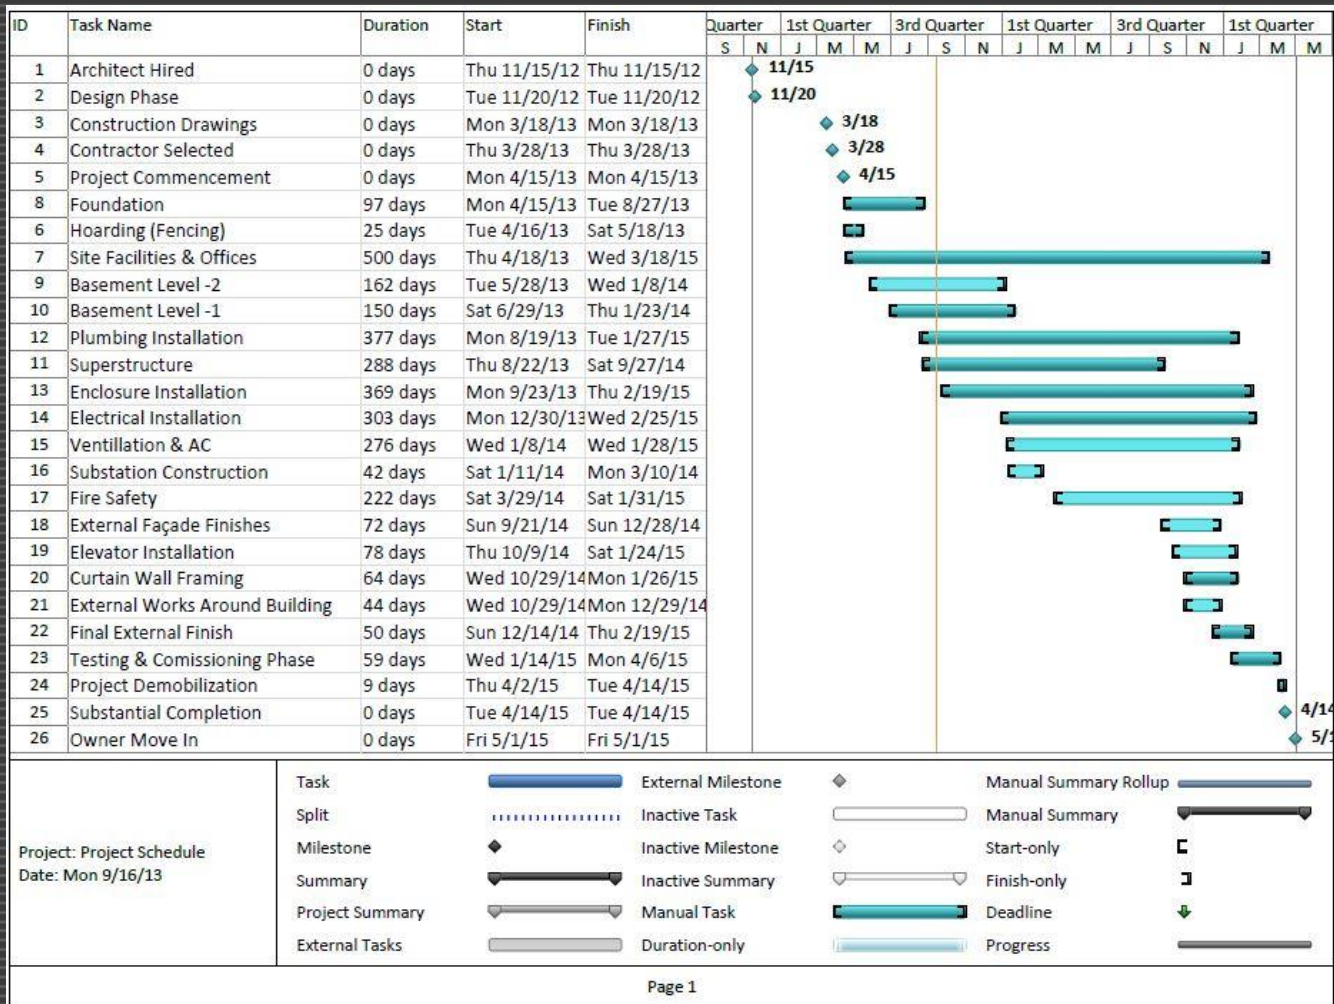 ID Task Name Duration Start Finish Quarter 1st Quarter 3rd Quarter 1st Quarter 3rd Quarter 1st Quarter
S N J M M J S N J M M J S N J M M
1 Architect Hired 0 days Thu 11/15/12 Thu 11/15/12 11/15
2 Design Phase 0 days Tue 11/20/12 Tue 11/20/12 11/20
3 Construction Drawings 0 days Mon 3/18/13 Mon 3/18/13 3/18
4 Contractor Selected 0 days Thu 3/28/13 Thu 3/28/13 3/28
5 Project Commencement 0 days Mon 4/15/13 Mon 4/15/13 4/15
8 Foundation 97 days Mon 4/15/13 Tue 8/27/13
6 Hoarding (Fencing) 25 days Tue 4/16/13 Sat 5/18/13
7 Site Facilities & Offices 500 days Thu 4/18/13 Wed 3/18/15
9 Basement Level -2 162 days Tue 5/28/13 Wed 1/8/14
10 Basement Level -1 150 days Sat 6/29/13 Thu 1/23/14
12 Plumbing Installation 377 days Mon 8/19/13 Tue 1/27/15
11 Superstructure 288 days Thu 8/22/13 Sat 9/27/14
13 Enclosure Installation 369 days Mon 9/23/13 Thu 2/19/15
14 Electrical Installation 303 days Mon 12/30/13 Wed 2/25/15
15 Ventillation & AC 276 days Wed 1/8/14 Wed 1/28/15
16 Substation Construction 42 days Sat 1/11/14 Mon 3/10/14
17 Fire Safety 222 days Sat 3/29/14 Sat 1/31/15
18 External Façade Finishes 72 days Sun 9/21/14 Sun 12/28/14
19 Elevator Installation 78 days Thu 10/9/14 Sat 1/24/15
20 Curtain Wall Framing 64 days Wed 10/29/14 Mon 1/26/15
21 External Works Around Building 44 days Wed 10/29/14 Mon 12/29/14
22 Final External Finish 50 days Sun 12/14/14 Thu 2/19/15
23 Testing & Comissioning Phase 59 days Wed 1/14/15 Mon 4/6/15
24 Project Demobilization 9 days Thu 4/2/15 Tue 4/14/15
25 Substantial Completion 0 days Tue 4/14/15 Tue 4/14/15 4/14
26 Owner Move In 0 days Fri 5/1/15 Fri 5/1/15 5/1
Project: Project Schedule
Date: Mon 9/16/13
Task External Milestone Manual Summary Rollup
Split Inactive Task Manual Summary
Milestone Inactive Milestone Start-only
Summary Inactive Summary Finish-only
Project Summary Manual Task Deadline
External Tasks Duration-only Progress
Page 1